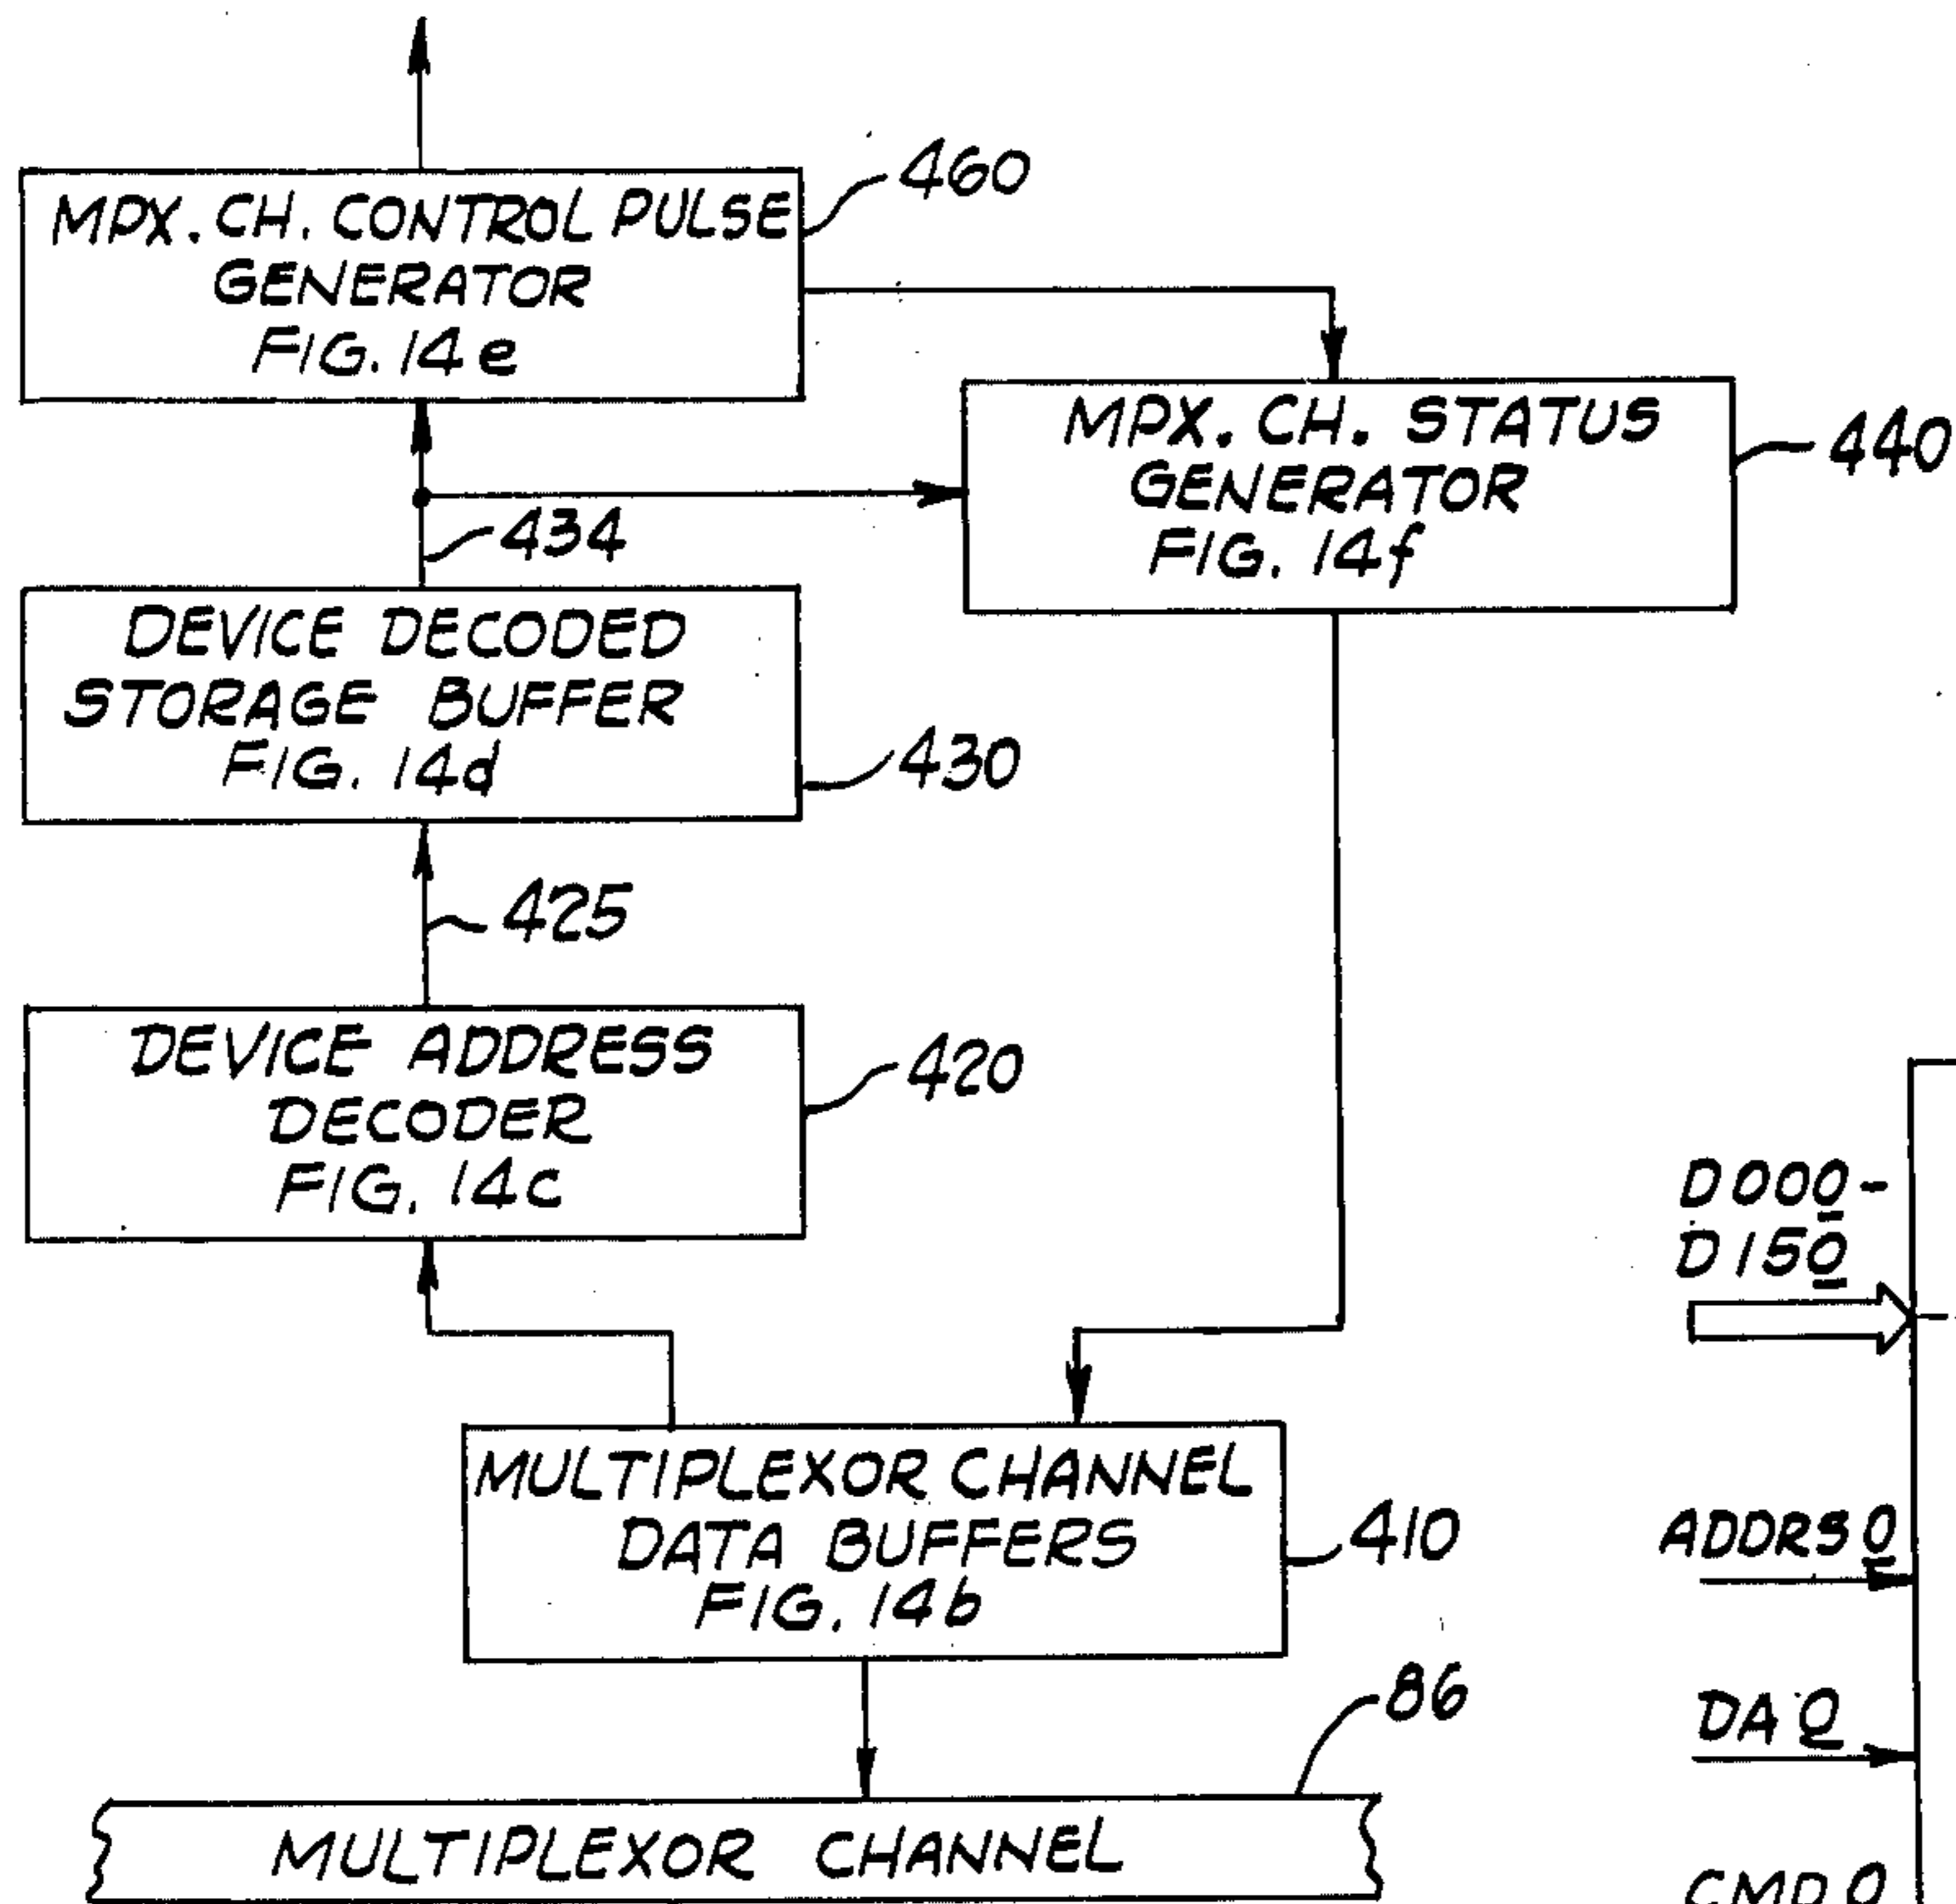 MPX. CH. CONTROL PULSE
GENERATOR
FIG. 14e
460
MPX. CH. STATUS
GENERATOR
FIG. 14f
440
434
DEVICE DECODED
STORAGE BUFFER
FIG. 14d
430
425
DEVICE ADDRESS
DECODER
FIG. 14c
420
D000-
D150
MULTIPLEXOR CHANNEL
DATA BUFFERS
FIG. 14b
410
ADDRS0
86
DA0
MULTIPLEXOR CHANNEL
CMD0